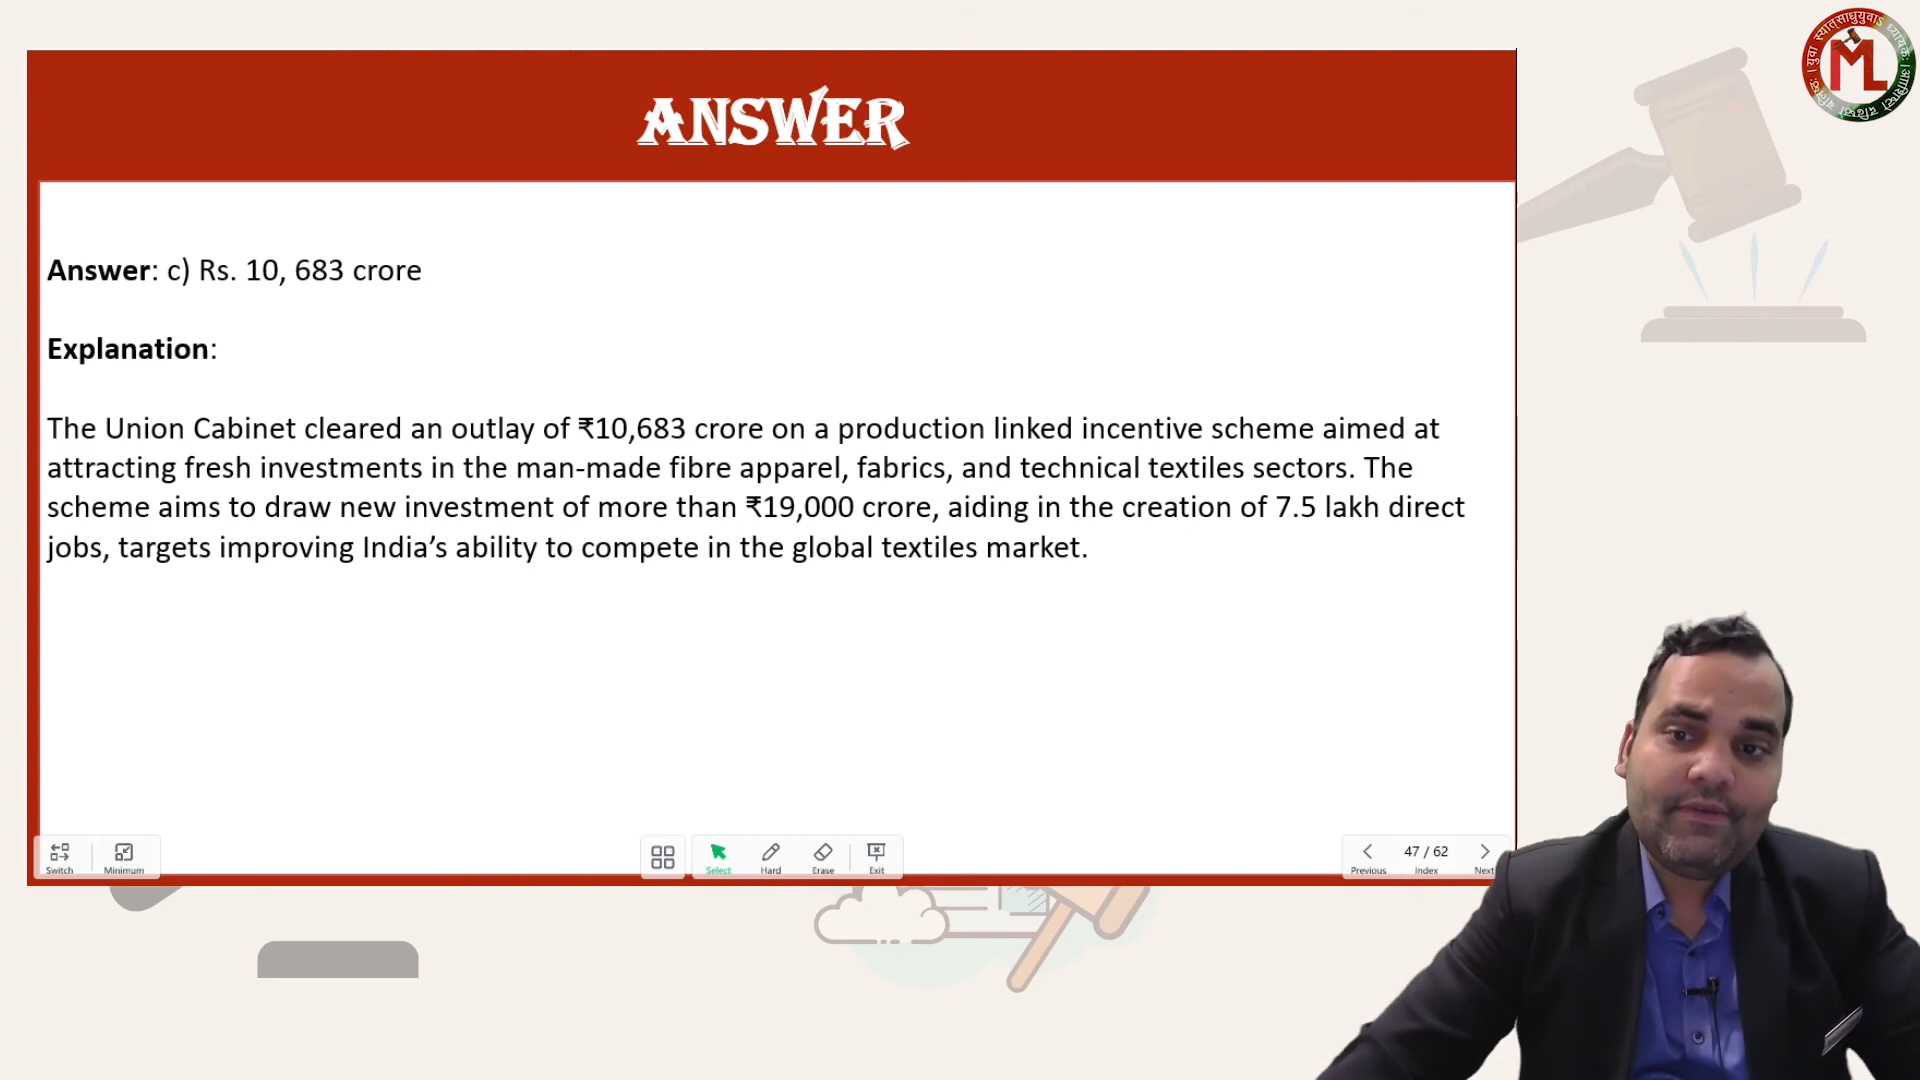 ANSWER
ML
Answer: c) Rs. 10, 683 crore
Explanation:
The Union Cabinet cleared an outlay of ₹10,683 crore on a production linked incentive scheme aimed at
attracting fresh investments in the man-made fibre apparel, fabrics, and technical textiles sectors. The
scheme aims to draw new investment of more than ₹19,000 crore, aiding in the creation of 7.5 lakh direct
jobs, targets improving India’s ability to compete in the global textiles market.
Switch
Minimum
Select
Hard
Erase
Exit
47 / 62
Previous
Index
Next